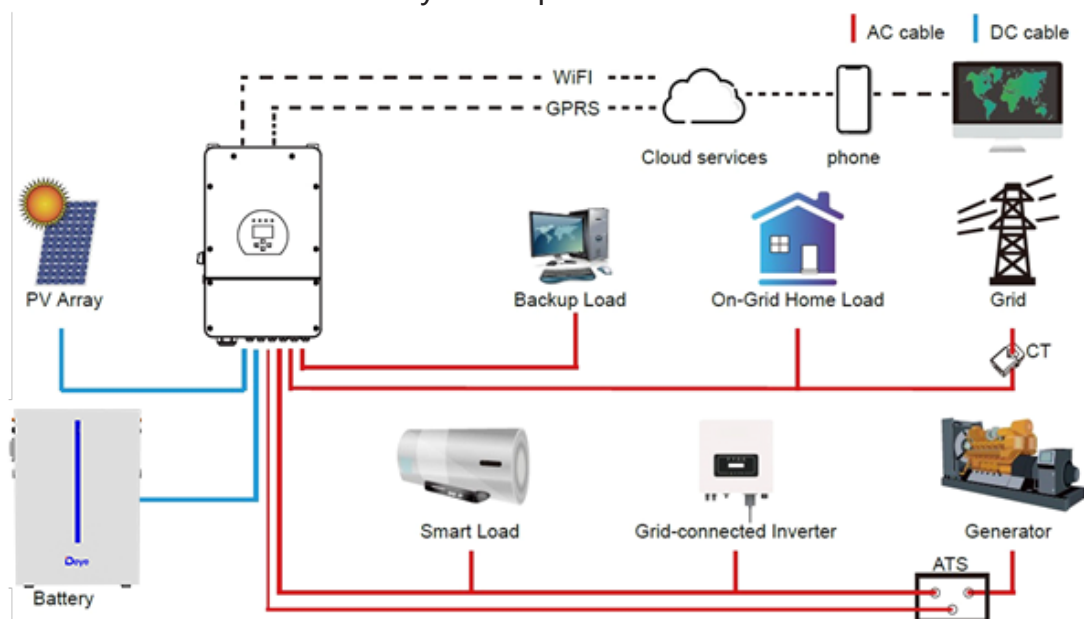 AC cable
DC cable
WiFI
GPRS
Cloud services
phone
PV Array
Backup Load
On-Grid Home Load
Grid
CT
Deye
Battery
Smart Load
Grid-connected Inverter
Generator
ATS